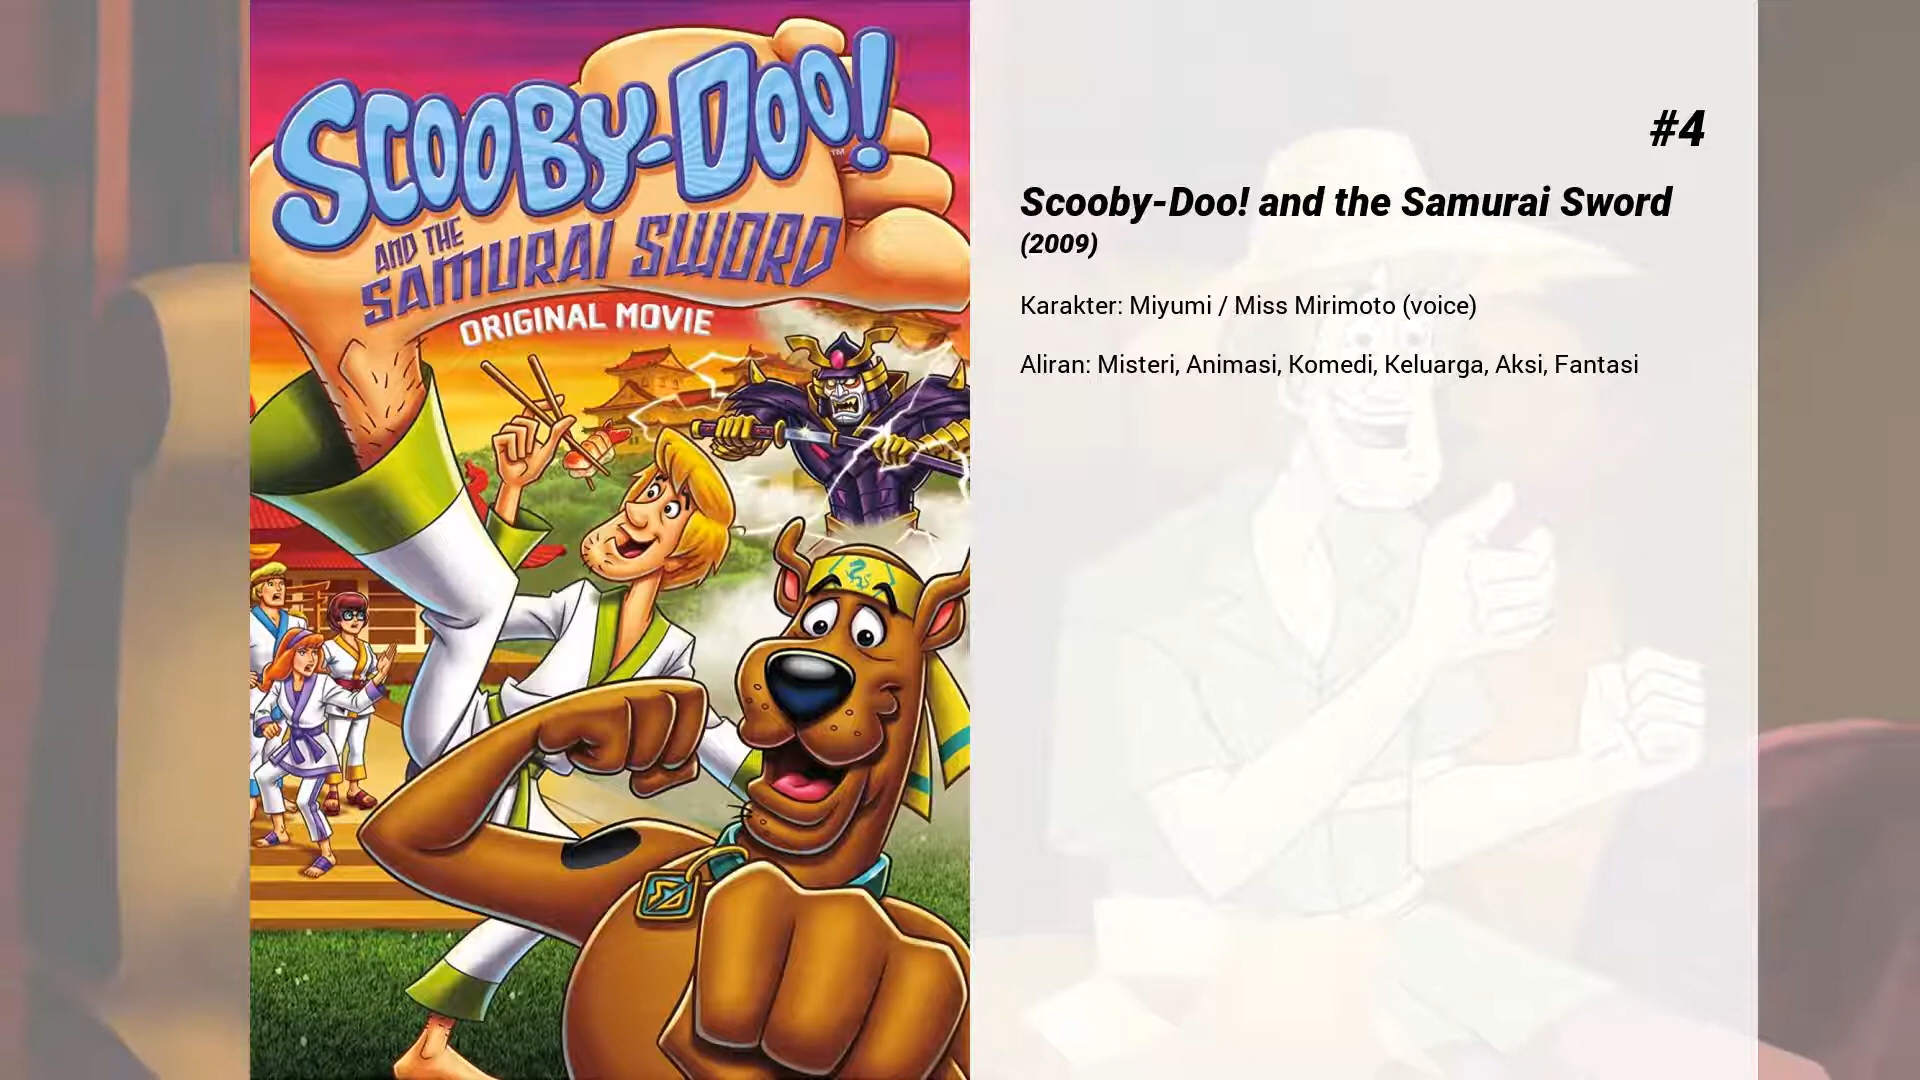 SCOOBY-DOO!
AND THE
SAMURAI SWORD
ORIGINAL MOVIE
#4
Scooby-Doo! and the Samurai Sword
(2009)
Karakter: Miyumi / Miss Mirimoto (voice)
Aliran: Misteri, Animasi, Komedi, Keluarga, Aksi, Fantasi